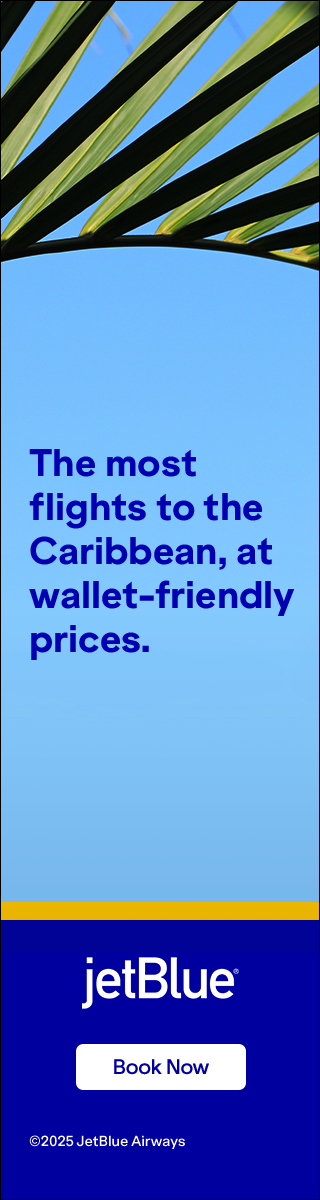 The most
flights to the
Caribbean, at
wallet-friendly
prices.
jetBlue®
Book Now
©2025 JetBlue Airways